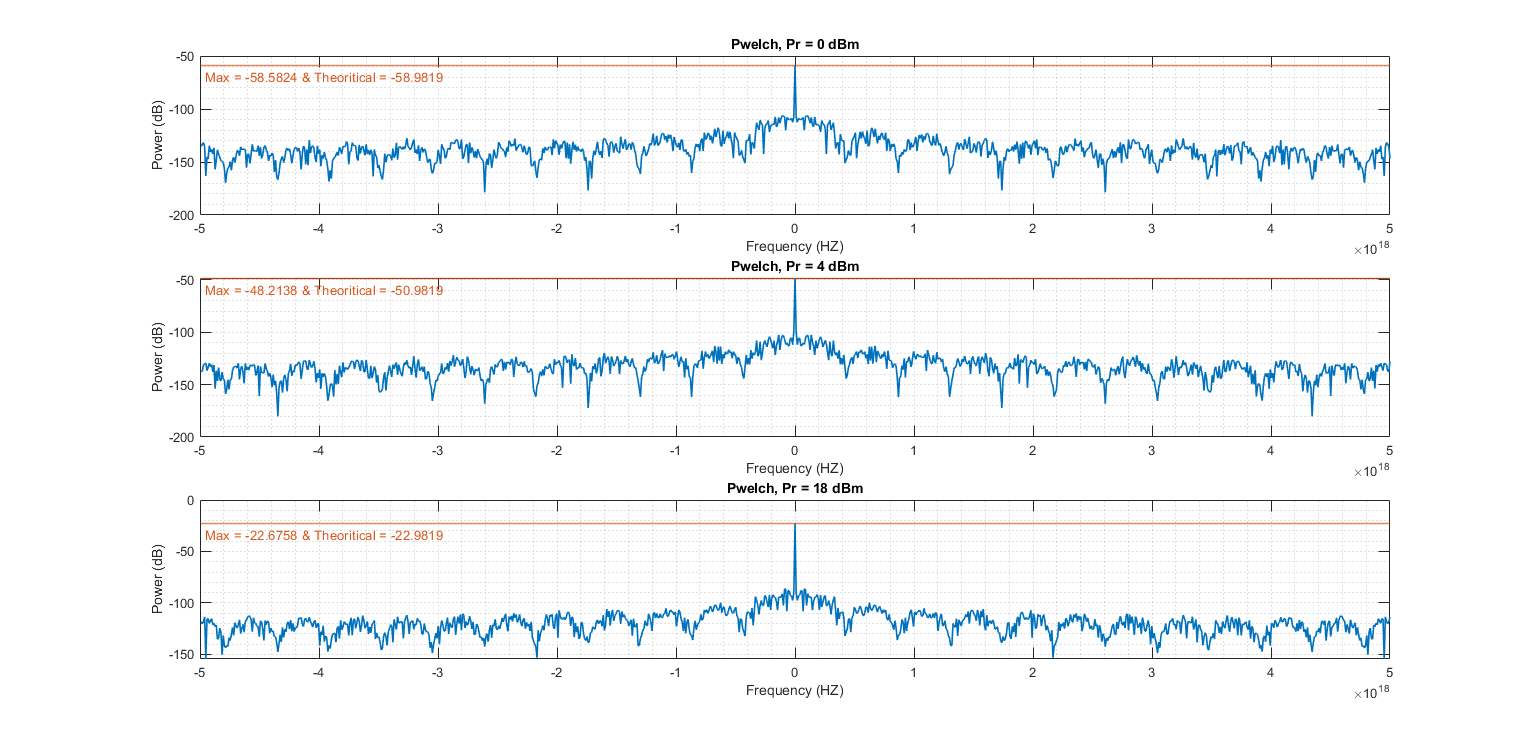 Pwelch, Pr = 0 dBm
-50
Max = -58.5824 & Theoritical = -58.9819
-100
Power (dB)
-150
-200
-5 -4 -3 -2 -1 0 1 2 3 4 5
Frequency (HZ)
×10^18
Pwelch, Pr = 4 dBm
-50
Max = -48.2138 & Theoritical = -50.9819
-100
Power (dB)
-150
-200
-5 -4 -3 -2 -1 0 1 2 3 4 5
Frequency (HZ)
×10^18
Pwelch, Pr = 18 dBm
0
Max = -22.6758 & Theoritical = -22.9819
-50
Power (dB)
-100
-150
-5 -4 -3 -2 -1 0 1 2 3 4 5
Frequency (HZ)
×10^18